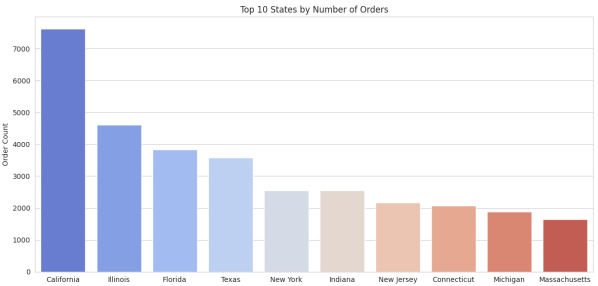 Top 10 States by Number of Orders
Order Count
7000
6000
5000
4000
3000
2000
1000
0
California Illinois Florida Texas New York Indiana New Jersey Connecticut Michigan Massachusetts